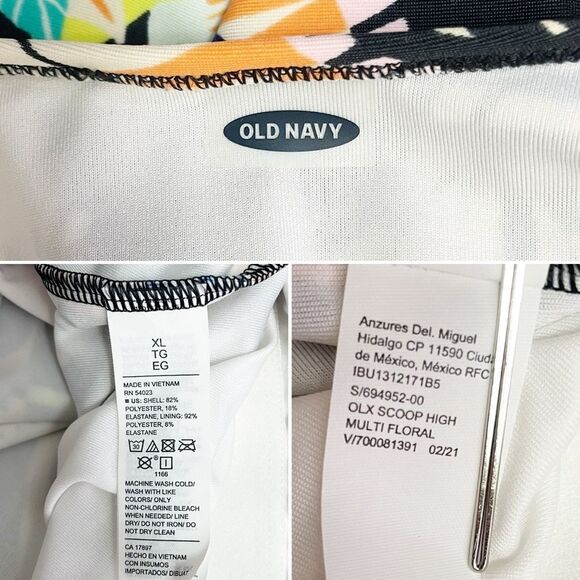 OLD NAVY
XL
TG
EG
MADE IN VIETNAM
RN 54023
■ US: SHELL: 82%
POLYESTER, 18%
ELASTANE, LINING: 92%
POLYESTER, 8%
ELASTANE
30
1166
MACHINE WASH COLD/
WASH WITH LIKE
COLORS/ ONLY
NON-CHLORINE BLEACH
WHEN NEEDED/ LINE
DRY/ DO NOT IRON/ DO
NOT DRY CLEAN
CA 17897
HECHO EN VIETNAM
CON INSUMOS
IMPORTADOS/
Anzures Del. Miguel
Hidalgo CP 11590 Ciud
de México, México RFC
IBU1312171B5
S/694952-00
OLX SCOOP HIGH
MULTI FLORAL
V/700081391 02/21